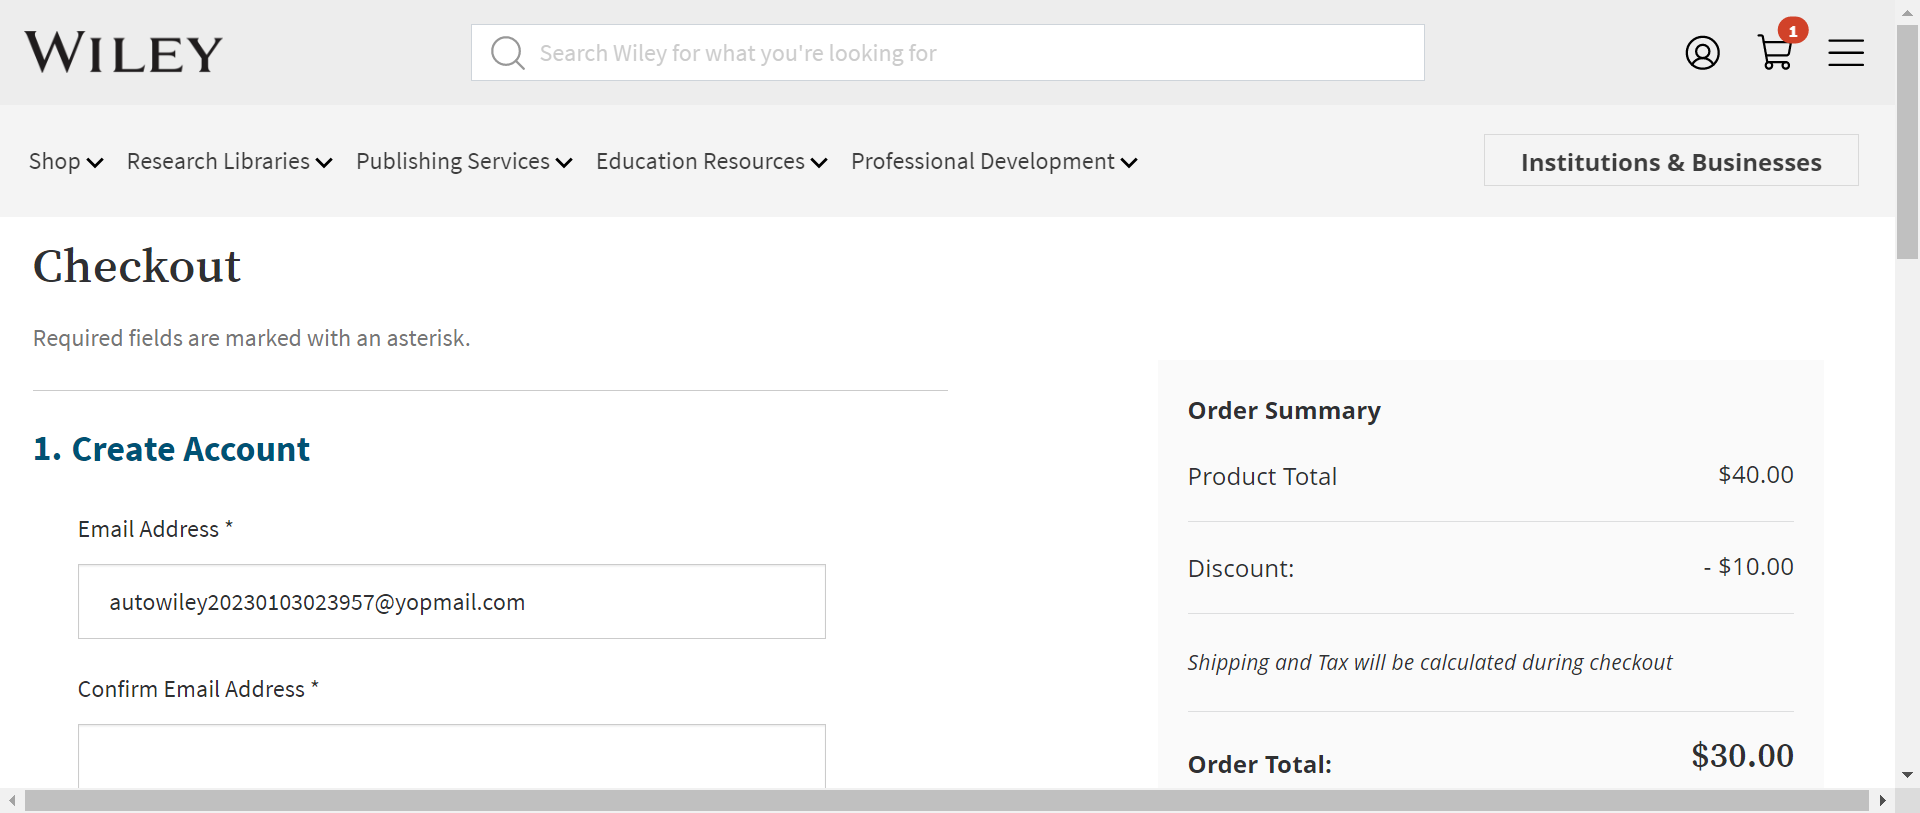 WILEY
Search Wiley for what you're looking for
1
Shop
Research Libraries
Publishing Services
Education Resources
Professional Development
Institutions & Businesses
Checkout
Required fields are marked with an asterisk.
1. Create Account
Email Address *
autowiley20230103023957@yopmail.com
Confirm Email Address *
Order Summary
Product Total $40.00
Discount: - $10.00
Shipping and Tax will be calculated during checkout
Order Total: $30.00